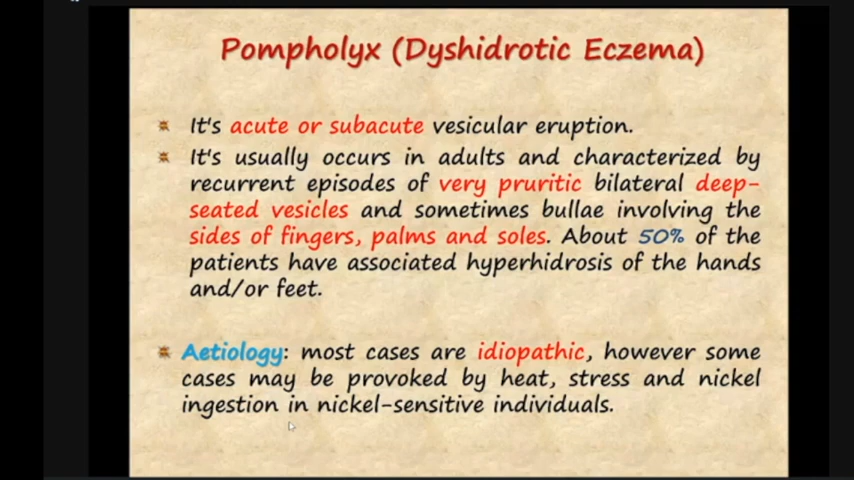 Pompholyx (Dyshidrotic Eczema)
It's acute or subacute vesicular eruption.
It's usually occurs in adults and characterized by
recurrent episodes of very pruritic bilateral deep-
seated vesicles and sometimes bullae involving the
sides of fingers, palms and soles. About 50% of the
patients have associated hyperhidrosis of the hands
and/or feet.
Aetiology: most cases are idiopathic, however some
cases may be provoked by heat, stress and nickel
ingestion in nickel-sensitive individuals.